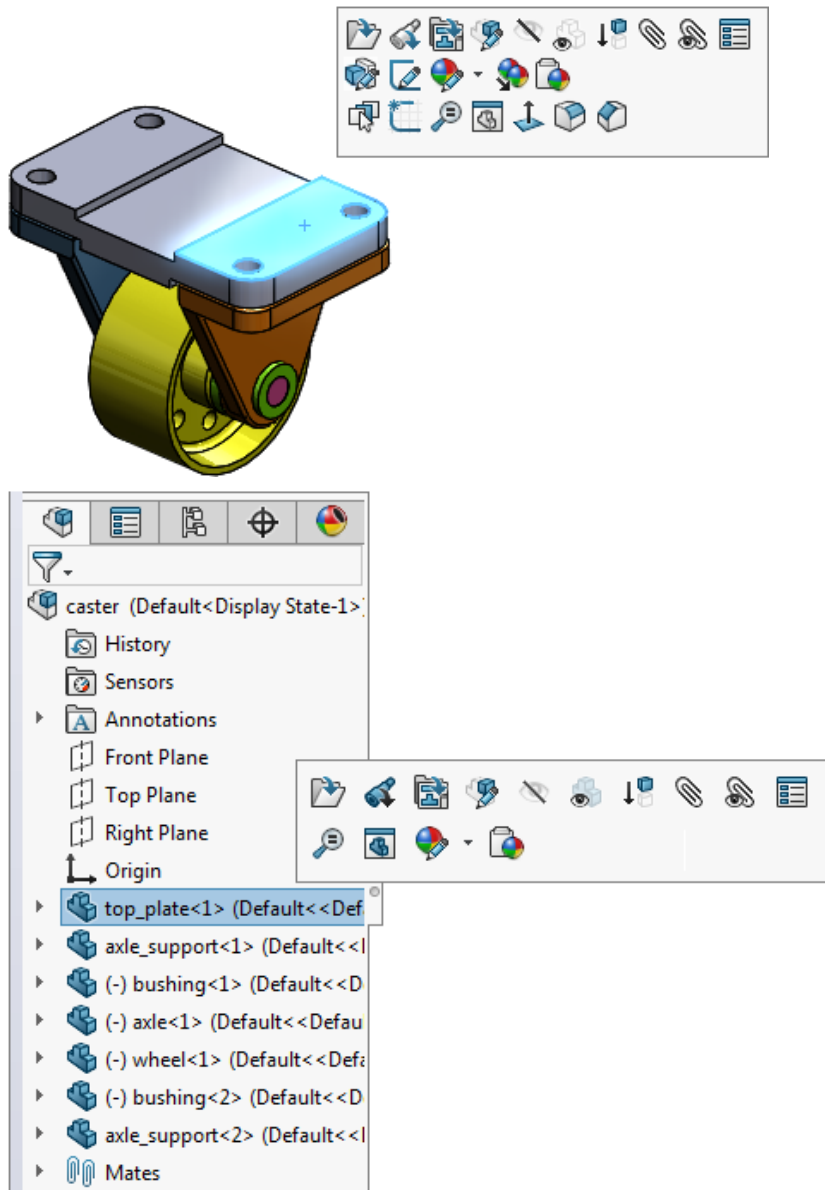 caster (Default<Display State-1>)
History
Sensors
A Annotations
Front Plane
Top Plane
Right Plane
Origin
top_plate<1> (Default<<Def
axle_support<1> (Default<<
(-) bushing<1> (Default<<D
(-) axle<1> (Default<<Defau
(-) wheel<1> (Default<<Defa
(-) bushing<2> (Default<<D
axle_support<2> (Default<<
Mates